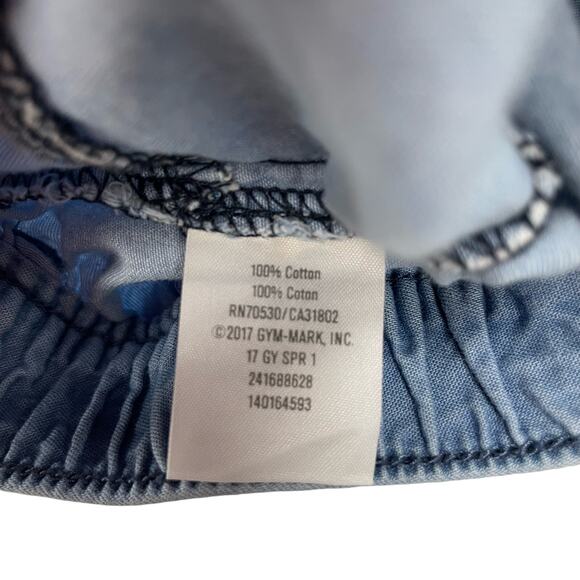 100% Cotton
100% Coton
RN70530/CA31802
©2017 GYM-MARK, INC.
17 GY SPR 1
241688628
140164593